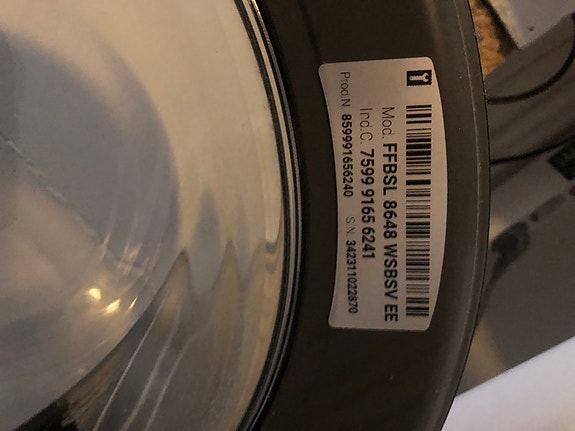 Mod. FFBSL 8648 WSBSV EE
Ind.C. 7599 9165 6241
Prod.N. 859991656240 S.N. 342311022870